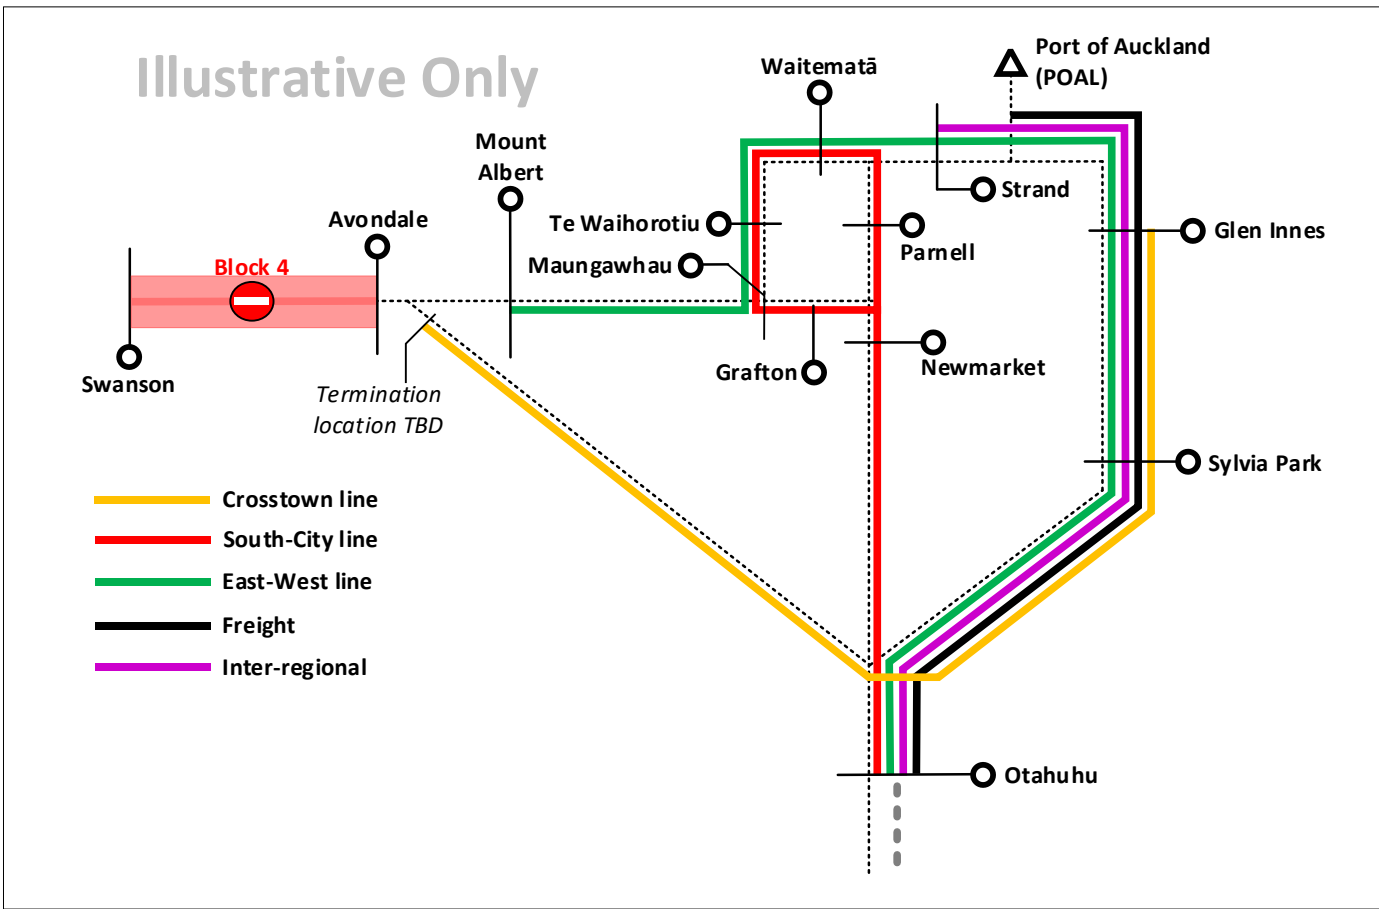 Illustrative Only
Port of Auckland
(POAL)
Waitematā
Mount
Albert
Strand
Avondale
Te Waihorotiu
Parnell
Glen Innes
Block 4
Maungawhau
Swanson
Grafton
Newmarket
Termination
location TBD
Sylvia Park
Crosstown line
South-City line
East-West line
Freight
Inter-regional
Otahuhu